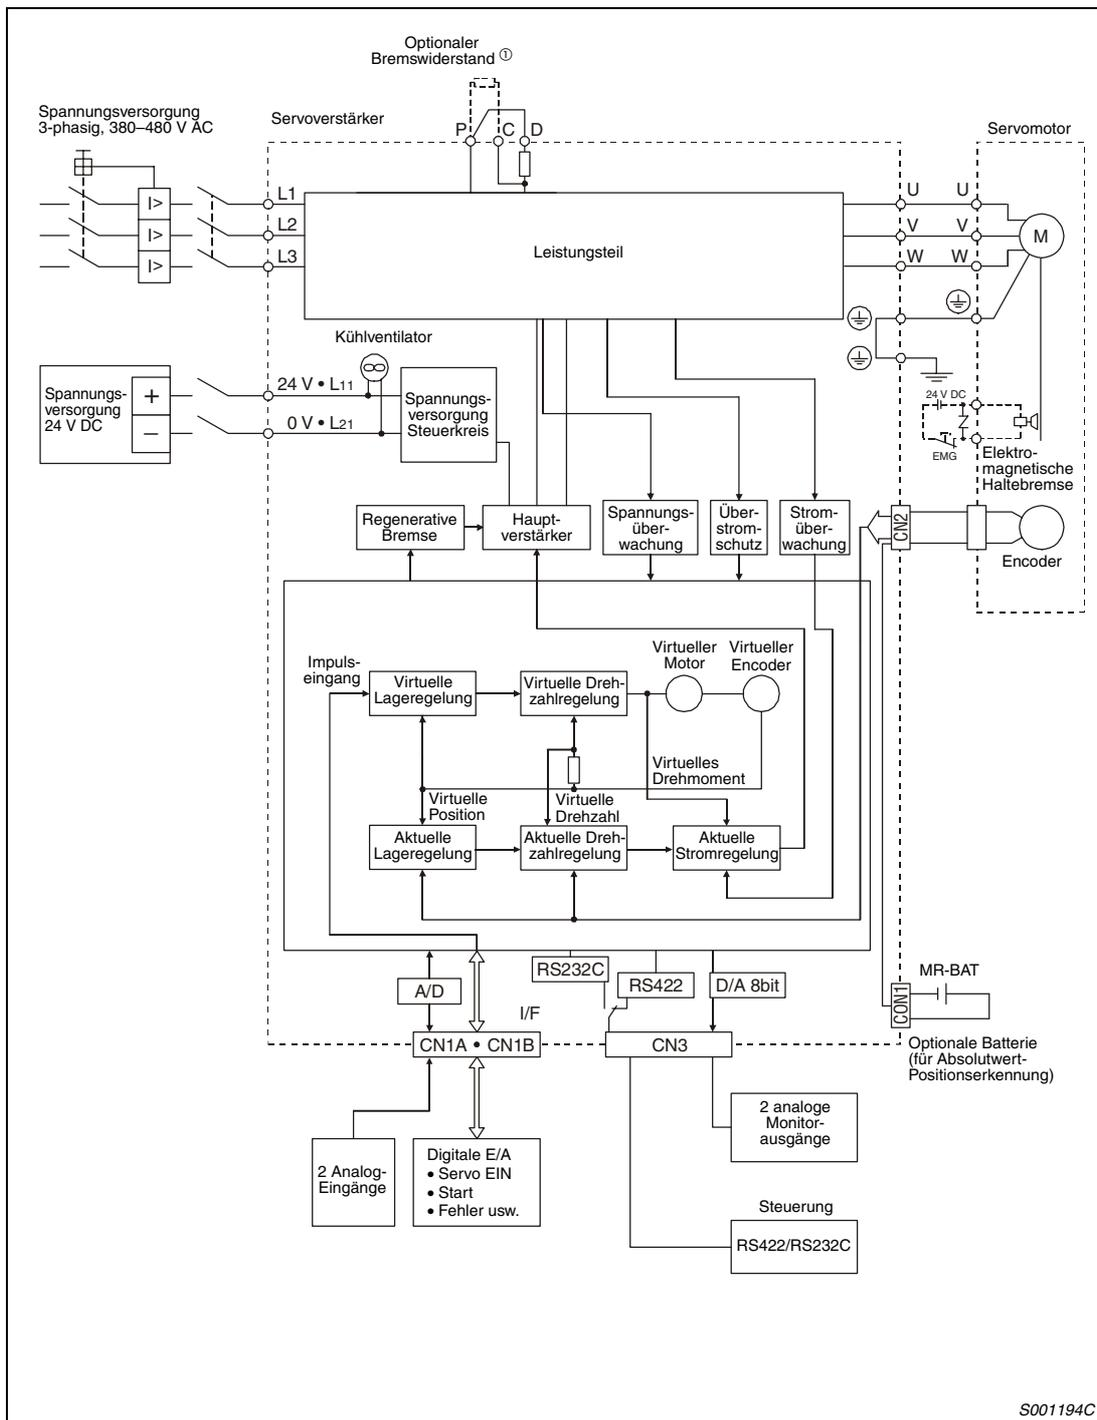 Optionaler
Bremswiderstand ①
Spannungsversorgung
3-phasig, 380–480 V AC
Servoverstärker
P C D
Servomotor
I>
I>
I>
L1
L2
L3
Leistungsteil
U U
V V
W W
M
Kühlventilator
Spannungs-
versorgung
24 V DC
+
−
24 V • L11
0 V • L21
Spannungs-
versorgung
Steuerkreis
24 V DC
EMG
Elektro-
magnetische
Haltebremse
Regenerative
Bremse
Haupt-
verstärker
Spannungs-
über-
wachung
Über-
strom-
schutz
Strom-
über-
wachung
CN2
Encoder
Impuls-
eingang
Virtuelle
Lageregelung
Virtuelle Dreh-
zahlregelung
Virtueller
Motor
Virtueller
Encoder
Virtuelles
Drehmoment
Virtuelle
Position
Virtuelle
Drehzahl
Aktuelle
Lageregelung
Aktuelle Dreh-
zahlregelung
Aktuelle
Stromregelung
A/D
I/F
RS232C
RS422
D/A 8bit
CN1A • CN1B
CN3
CON1
MR-BAT
Optionale Batterie
(für Absolutwert-
Positionserkennung)
2 Analog-
Eingänge
Digitale E/A
• Servo EIN
• Start
• Fehler usw.
2 analoge
Monitor-
ausgänge
Steuerung
RS422/RS232C
S001194C